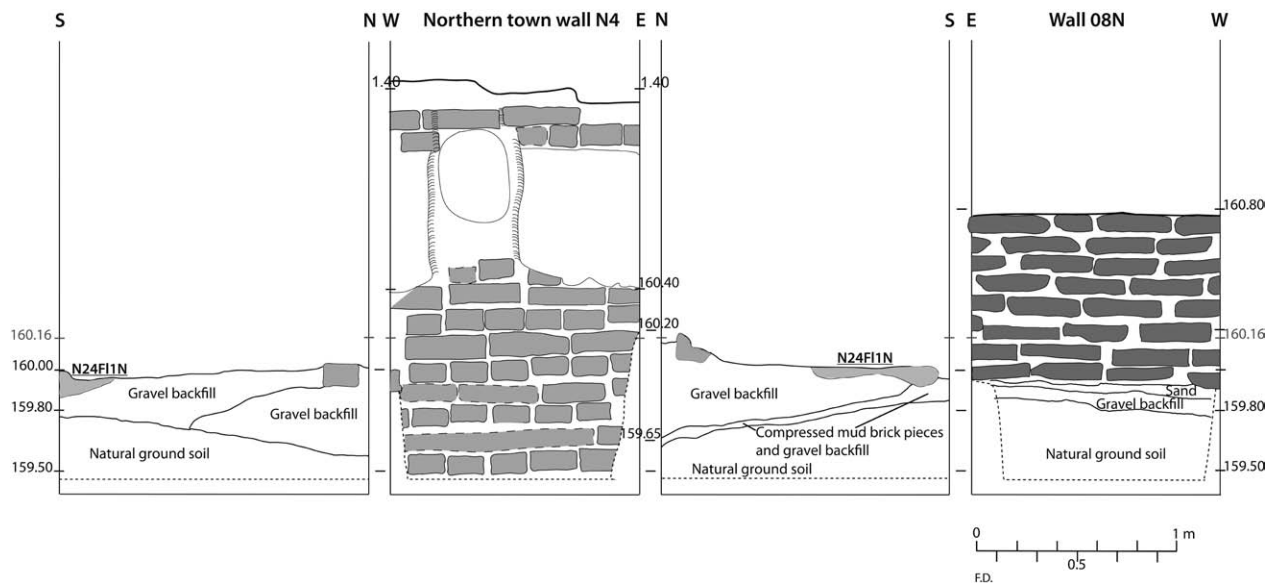 S
N W
Northern town wall N4
E N
S E
Wall 08N
W
1.40
1.40
160.80
160.40
160.20
160.16
160.16
160.00
N24Fl1N
Gravel backfill
Gravel backfill
159.80
Natural ground soil
159.50
159.65
N24Fl1N
Gravel backfill
Compressed mud brick pieces
and gravel backfill
Natural ground soil
Sand
Gravel backfill
159.80
Natural ground soil
159.50
0
1 m
0.5
F.D.